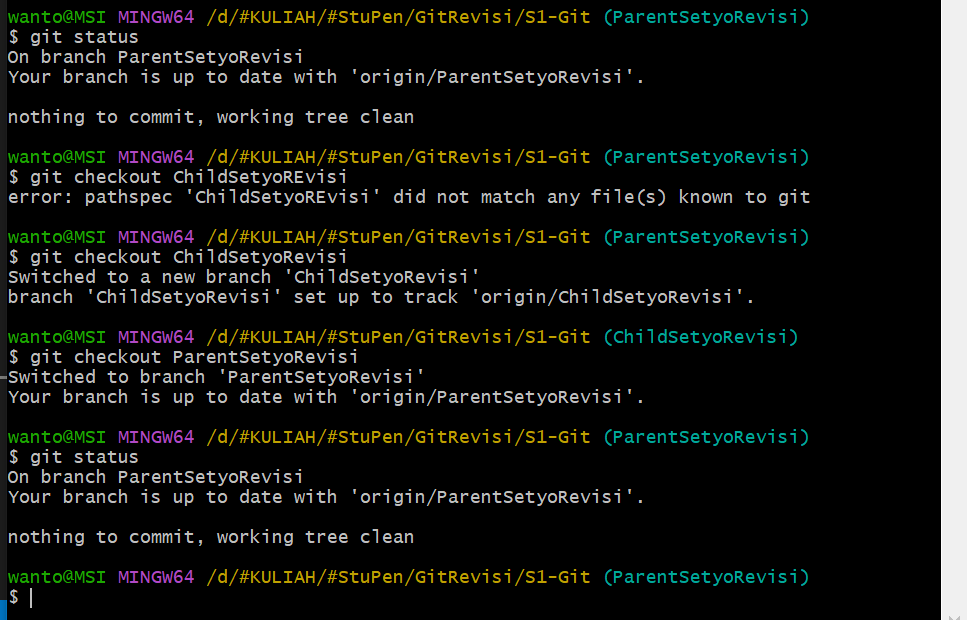 wanto@MSI MINGW64 /d/#KULIAH/#StuPen/GitRevisi/S1-Git (ParentSetyoRevisi)
$ git status
On branch ParentSetyoRevisi
Your branch is up to date with 'origin/ParentSetyoRevisi'.
nothing to commit, working tree clean
wanto@MSI MINGW64 /d/#KULIAH/#StuPen/GitRevisi/S1-Git (ParentSetyoRevisi)
$ git checkout ChildSetyoREvisi
error: pathspec 'ChildSetyoREvisi' did not match any file(s) known to git
wanto@MSI MINGW64 /d/#KULIAH/#StuPen/GitRevisi/S1-Git (ParentSetyoRevisi)
$ git checkout ChildSetyoRevisi
Switched to a new branch 'ChildSetyoRevisi'
branch 'ChildSetyoRevisi' set up to track 'origin/ChildSetyoRevisi'.
wanto@MSI MINGW64 /d/#KULIAH/#StuPen/GitRevisi/S1-Git (ChildSetyoRevisi)
$ git checkout ParentSetyoRevisi
Switched to branch 'ParentSetyoRevisi'
Your branch is up to date with 'origin/ParentSetyoRevisi'.
wanto@MSI MINGW64 /d/#KULIAH/#StuPen/GitRevisi/S1-Git (ParentSetyoRevisi)
$ git status
On branch ParentSetyoRevisi
Your branch is up to date with 'origin/ParentSetyoRevisi'.
nothing to commit, working tree clean
wanto@MSI MINGW64 /d/#KULIAH/#StuPen/GitRevisi/S1-Git (ParentSetyoRevisi)
$